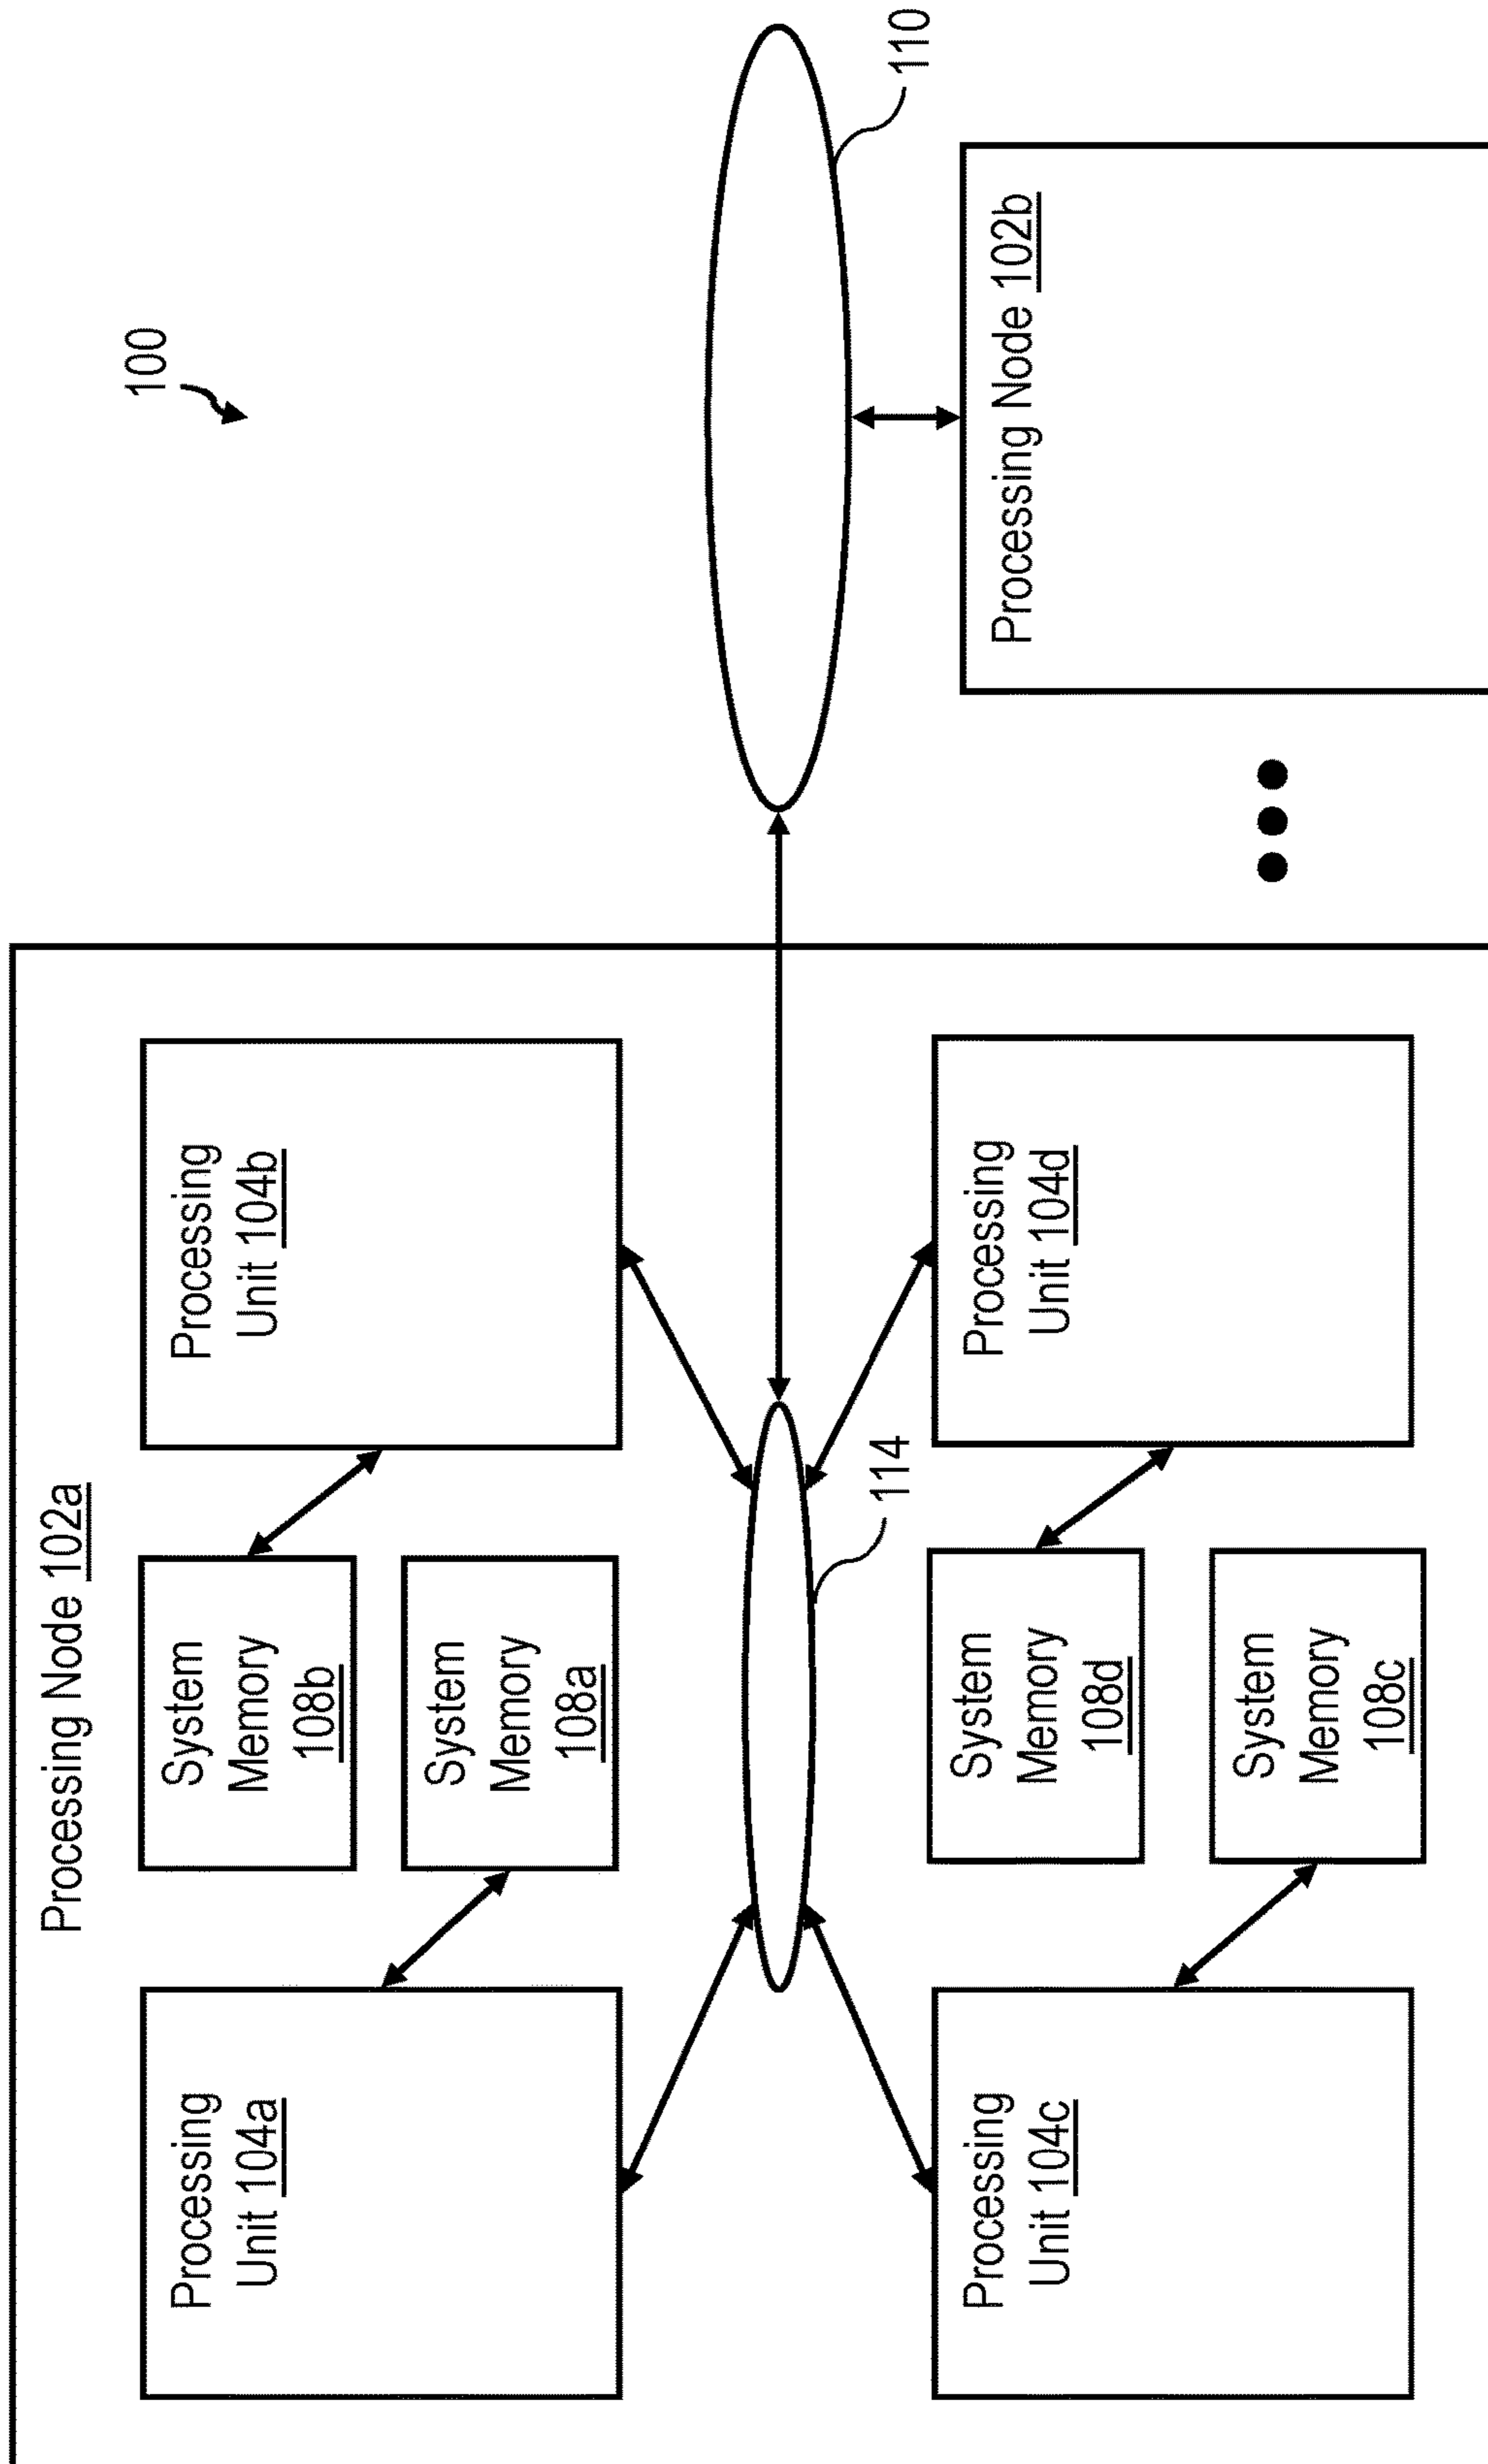 100
Processing Node 102a
Processing
Unit 104a
System
Memory
108b
System
Memory
108a
Processing
Unit 104b
114
110
Processing
Unit 104c
System
Memory
108d
System
Memory
108c
Processing
Unit 104d
Processing Node 102b